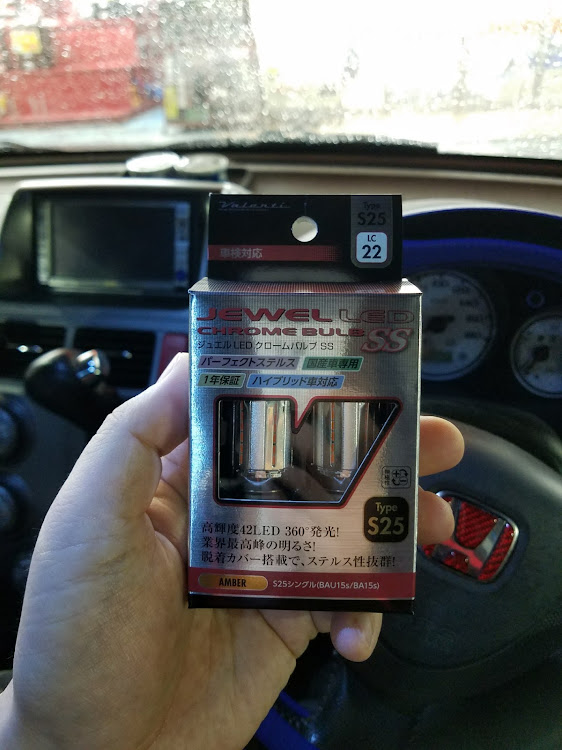 Valenti
Type
S25
LC
22
車検対応
JEWEL LED
CHROME BULB SS
ジュエル LED クロームバルブ SS
パーフェクトステルス
国産車専用
1年保証
ハイブリッド車対応
Type
S25
高輝度42LED 360°発光!
業界最高峰の明るさ!
脱着カバー搭載で、ステルス性抜群!
AMBER
S25シングル(BAU15s/BA15s)